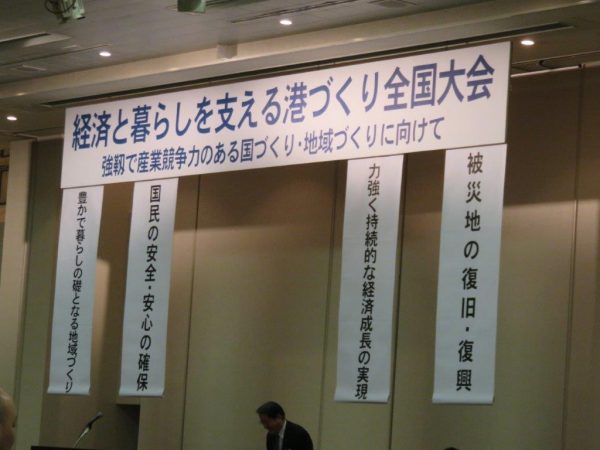 経済と暮らしを支える港づくり全国大会
強靱で産業競争力のある国づくり・地域づくりに向けて
被災地の復旧・復興
力強く持続的な経済成長の実現
国民の安全・安心の確保
豊かで暮らしの礎となる地域づくり